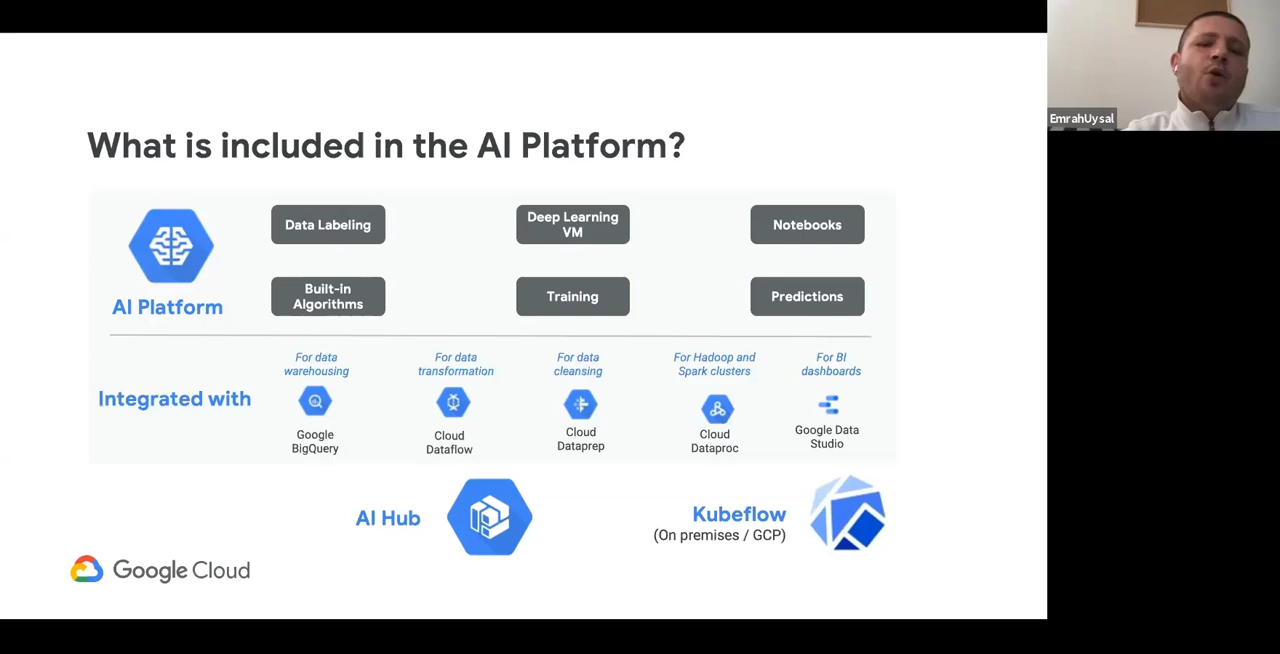 EmrahUysal
What is included in the AI Platform?
Data Labeling
Deep Learning
VM
Notebooks
Built-in
Algorithms
Training
Predictions
AI Platform
For data
warehousing
For data
transformation
For data
cleansing
For Hadoop and
Spark clusters
For BI
dashboards
Integrated with
Google
BigQuery
Cloud
Dataflow
Cloud
Dataprep
Cloud
Dataproc
Google Data
Studio
AI Hub
Kubeflow
(On premises / GCP)
Google Cloud